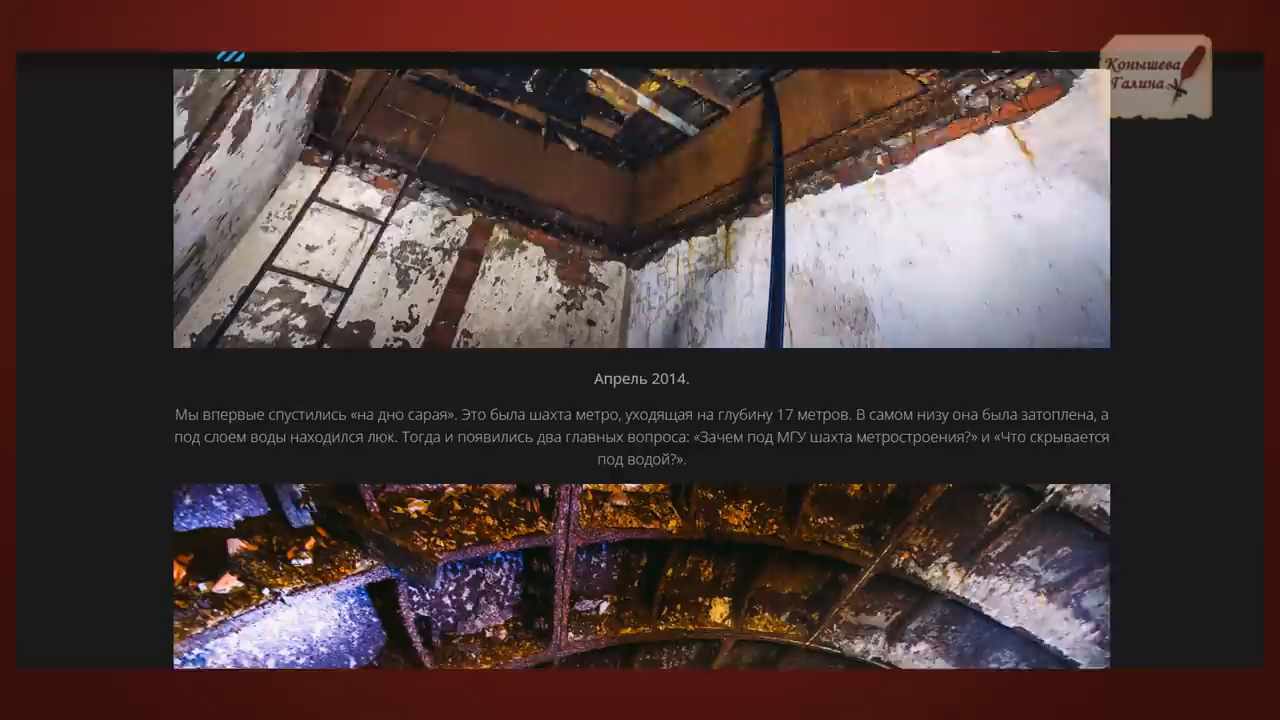 Конышева
Галина
Апрель 2014.
Мы впервые спустились «на дно сарая». Это была шахта метро, уходящая на глубину 17 метров. В самом низу она была затоплена, а
под слоем воды находился люк. Тогда и появились два главных вопроса: «Зачем под МГУ шахта метростроения?» и «Что скрывается
под водой?».